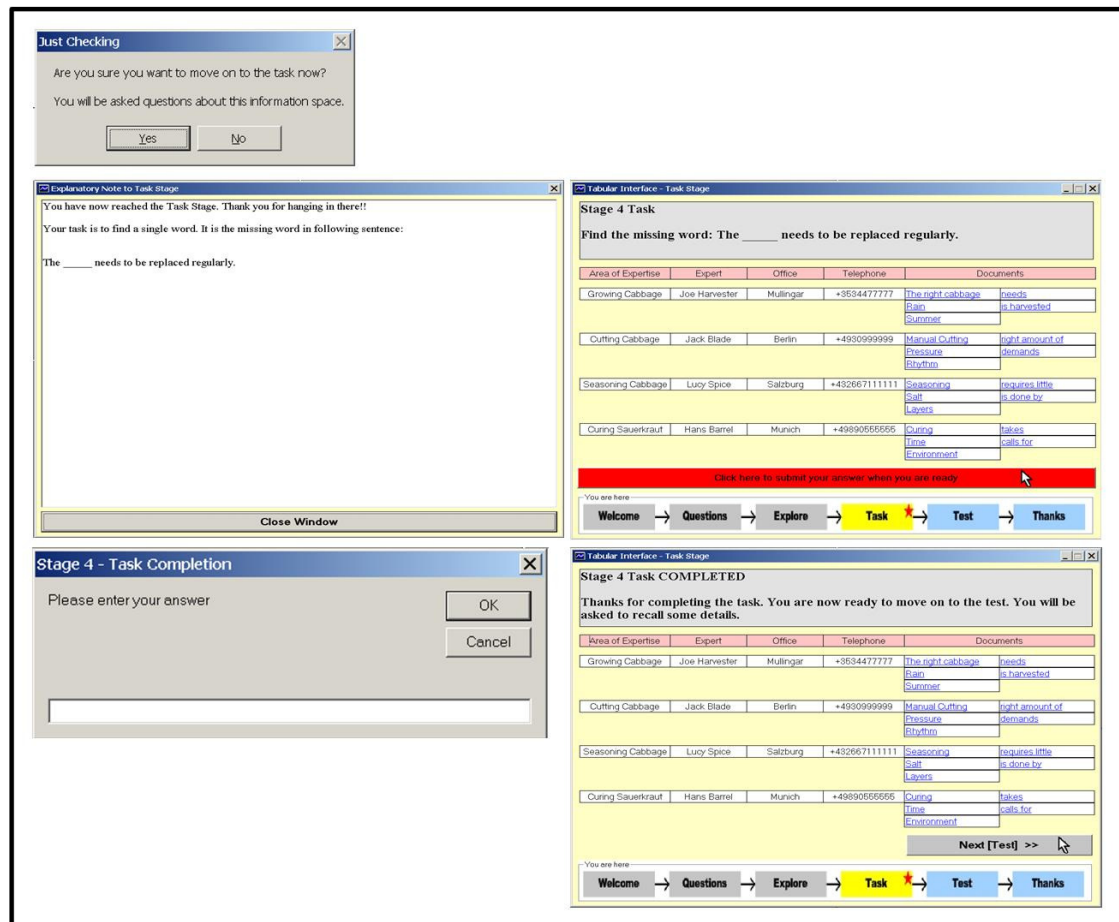 Just Checking
Are you sure you want to move on to the task now?
You will be asked questions about this information space.
Yes No
Explanatory Note to Task Stage
You have now reached the Task Stage. Thank you for hanging in there!!
Your task is to find a single word. It is the missing word in following sentence:
The _____ needs to be replaced regularly.
Close Window
Tabular Interface - Task Stage
Stage 4 Task
Find the missing word: The _____ needs to be replaced regularly.
Area of Expertise Expert Office Telephone Documents
Growing Cabbage Joe Harvester Mullingar +3534477777 The right cabbage needs
Rain is harvested
Summer
Cutting Cabbage Jack Blade Berlin +4930999999 Manual Cutting right amount of
Pressure demands
Rhythm
Seasoning Cabbage Lucy Spice Salzburg +432667111111 Seasoning requires little
Salt is done by
Layers
Curing Sauerkraut Hans Barrel Munich +49890555555 Curing takes
Time calls for
Environment
Click here to submit your answer when you are ready
You are here
Welcome Questions Explore Task Test Thanks
Stage 4 - Task Completion
Please enter your answer
OK
Cancel
Tabular Interface - Task Stage
Stage 4 Task COMPLETED
Thanks for completing the task. You are now ready to move on to the test. You will be
asked to recall some details.
Area of Expertise Expert Office Telephone Documents
Growing Cabbage Joe Harvester Mullingar +3534477777 The right cabbage needs
Rain is harvested
Summer
Cutting Cabbage Jack Blade Berlin +4930999999 Manual Cutting right amount of
Pressure demands
Rhythm
Seasoning Cabbage Lucy Spice Salzburg +432667111111 Seasoning requires little
Salt is done by
Layers
Curing Sauerkraut Hans Barrel Munich +49890555555 Curing takes
Time calls for
Environment
Next [Test] >>
You are here
Welcome Questions Explore Task Test Thanks